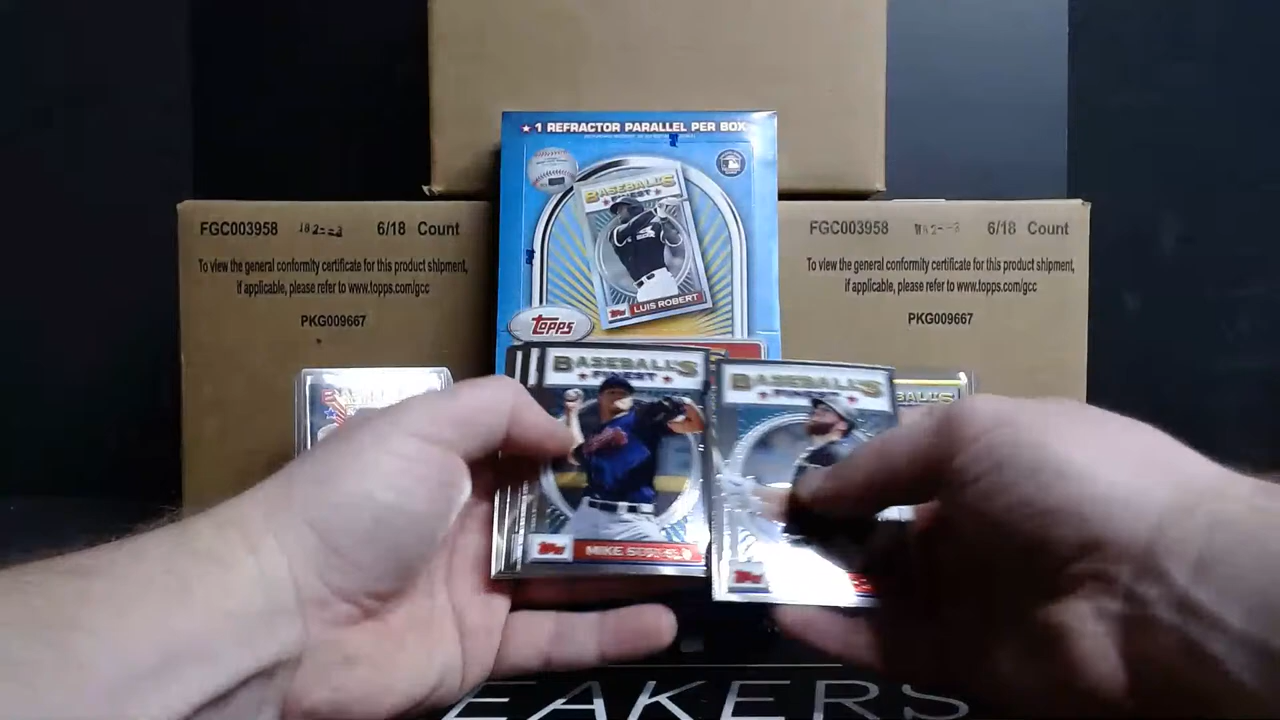 ★ 1 REFRACTOR PARALLEL PER BOX
BASEBALL'S
FINEST
LUIS ROBERT
Topps
FGC003958 6/18 Count
To view the general conformity certificate for this product shipment,
if applicable, please refer to www.topps.com/gcc
PKG009667
FGC003958 6/18 Count
To view the general conformity certificate for this product shipment,
if applicable, please refer to www.topps.com/gcc
PKG009667
BASEBALL'S
FINEST
Topps
MIKE
BASEBALL'S
Topps
EAKERS